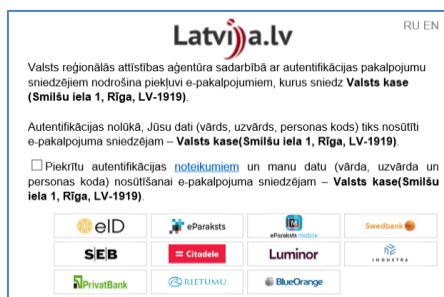 Latvija.lv
RU EN
Valsts reģionālās attīstības aģentūra sadarbībā ar autentifikācijas pakalpojumu
sniedzējiem nodrošina piekļuvi e-pakalpojumiem, kurus sniedz Valsts kase
(Smilšu iela 1, Rīga, LV-1919).
Autentifikācijas nolūkā, Jūsu dati (vārds, uzvārds, personas kods) tiks nosūtīti
e-pakalpojuma sniedzējam – Valsts kase(Smilšu iela 1, Rīga, LV-1919).
Piekrītu autentifikācijas noteikumiem un manu datu (vārda, uzvārda un
personas koda) nosūtīšanai e-pakalpojuma sniedzējam – Valsts kase(Smilšu
iela 1, Rīga, LV-1919).
eID eParaksts eParaksts mobile Swedbank
SEB Citadele Luminor INDUSTRA
PrivatBank RIETUMU BlueOrange